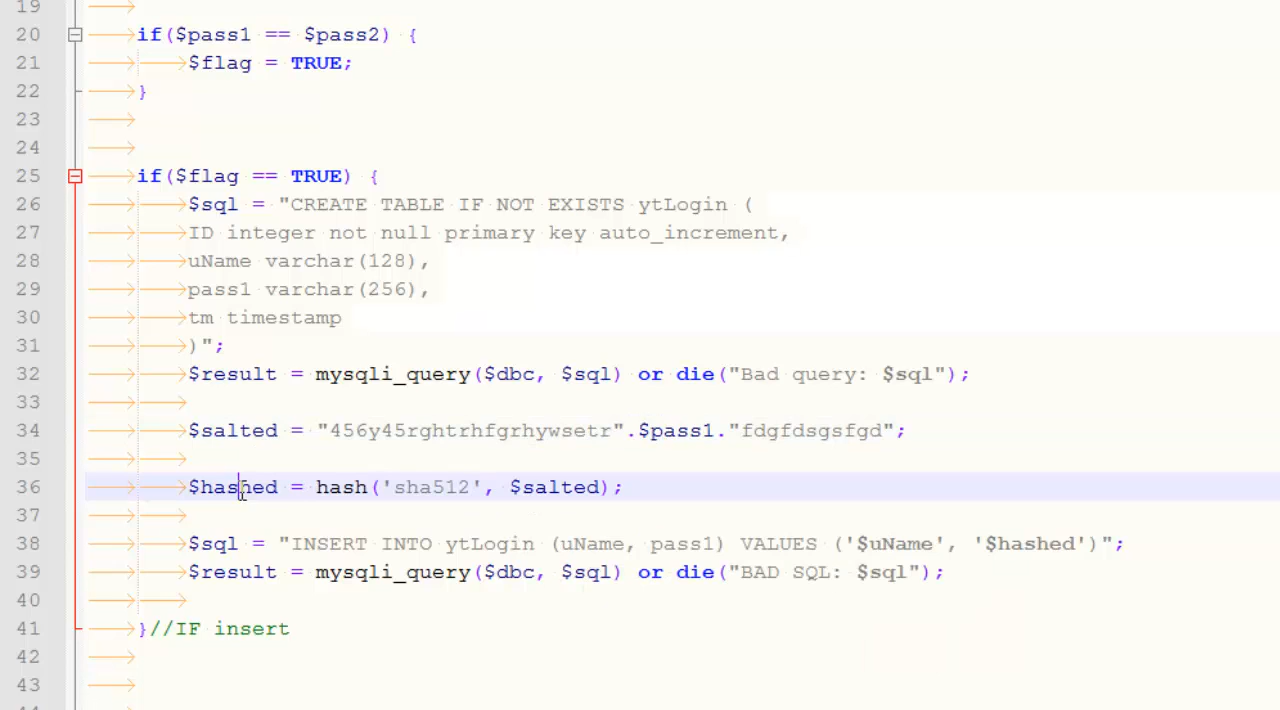 19
20 if($pass1 == $pass2) {
21 $flag = TRUE;
22 }
23
24
25 if($flag == TRUE) {
26 $sql = "CREATE TABLE IF NOT EXISTS ytLogin (
27 ID integer not null primary key auto_increment,
28 uName varchar(128),
29 pass1 varchar(256),
30 tm timestamp
31 )";
32 $result = mysqli_query($dbc, $sql) or die("Bad query: $sql");
33
34 $salted = "456y45rghtrhfgrhywsetr".$pass1."fdgfdsgsfgd";
35
36 $hashed = hash('sha512', $salted);
37
38 $sql = "INSERT INTO ytLogin (uName, pass1) VALUES ('$uName', '$hashed')";
39 $result = mysqli_query($dbc, $sql) or die("BAD SQL: $sql");
40
41 }//IF insert
42
43